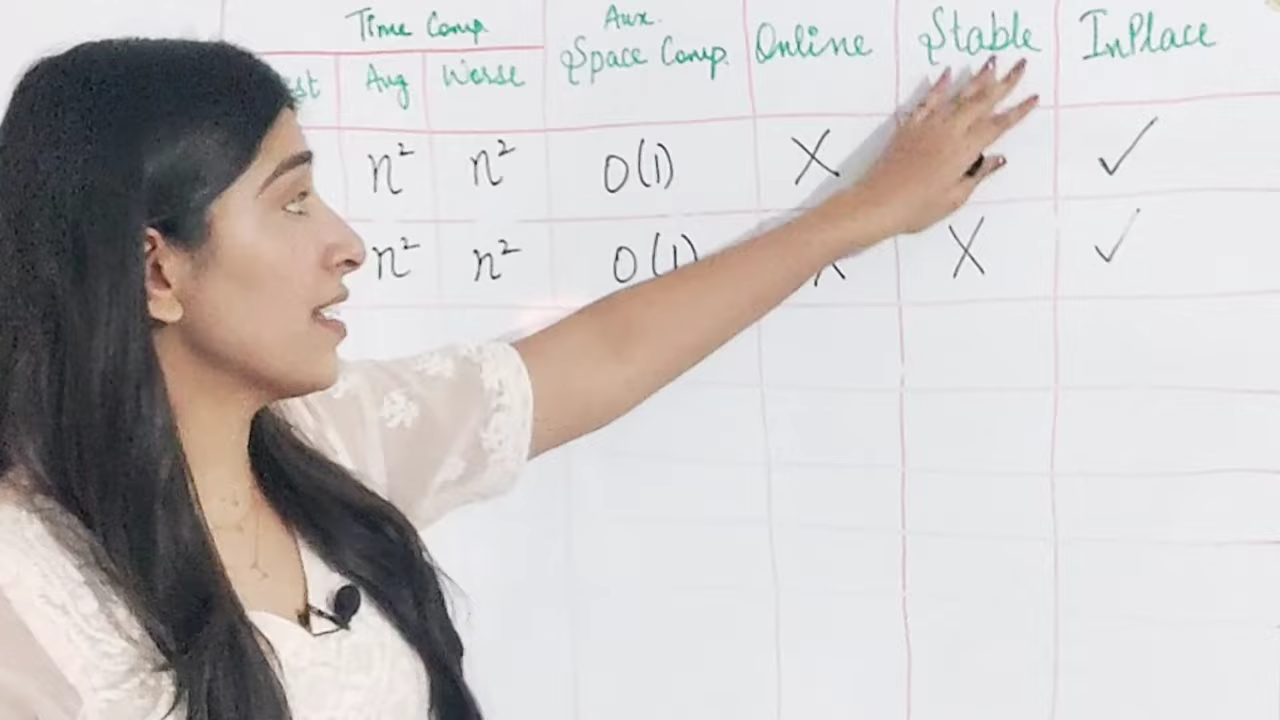 Time Comp
Aux.
Space Comp.
Online
Stable
InPlace
Avg
Worse
n² n² O(1) X ✓
n² n² O(1) X ✓